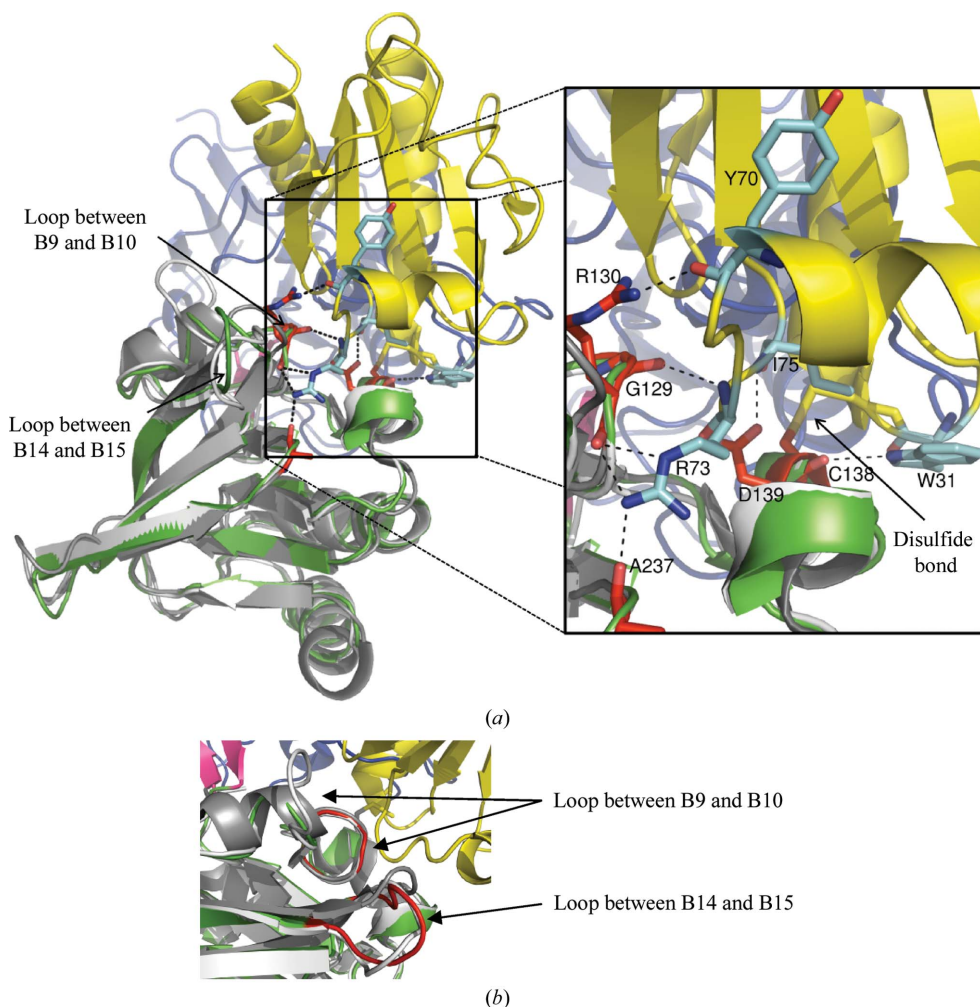 Loop between
B9 and B10
Loop between
B14 and B15
Y70
R130
I75
G129
R73
C138
W31
D139
A237
Disulfide
bond
(a)
Loop between B9 and B10
Loop between B14 and B15
(b)